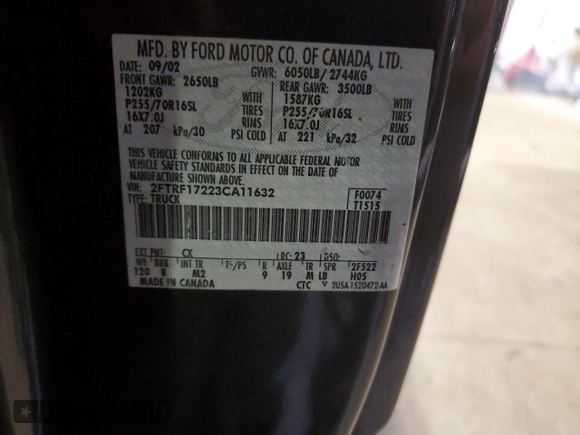 MFD. BY FORD MOTOR CO. OF CANADA, LTD.
DATE: 09/02 GVWR: 6050LB/ 2744KG
FRONT GAWR: 2650LB REAR GAWR: 3500LB
1202KG WITH 1587KG WITH
P255/70R16SL TIRES P255/70R16SL TIRES
16X7.0J RIMS 16X7.0J RIMS
AT 207 kPa/30 PSI COLD AT 221 kPa/32 PSI COLD
THIS VEHICLE CONFORMS TO ALL APPLICABLE FEDERAL MOTOR
VEHICLE SAFETY STANDARDS IN EFFECT ON THE DATE OF
MANUFACTURE SHOWN ABOVE.
VIN: 2FTRF17223CA11632 F0074
TYPE: TRUCK T1515
EXT PNT: CX RC: 23 DSO:
WB BRK INT TR TP/PS R AXLE TR SPR 2F522
120 B M2 9 19 M LB H05
MADE IN CANADA CTC 2U5A-1520472-AA